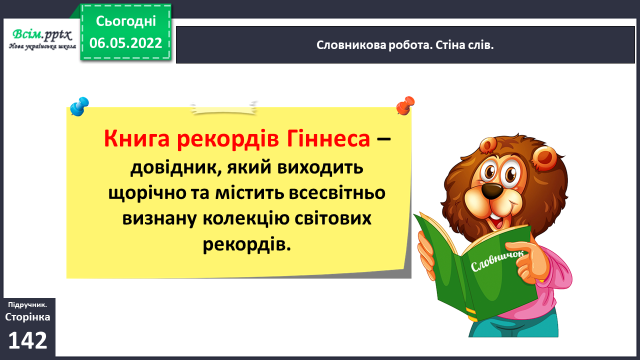 Всім.pptx
Нова українська школа
Сьогодні
06.05.2022
Словникова робота. Стіна слів.
Книга рекордів Гіннеса –
довідник, який виходить
щорічно та містить всесвітньо
визнану колекцію світових
рекордів.
Словничок
Підручник.
Сторінка
142